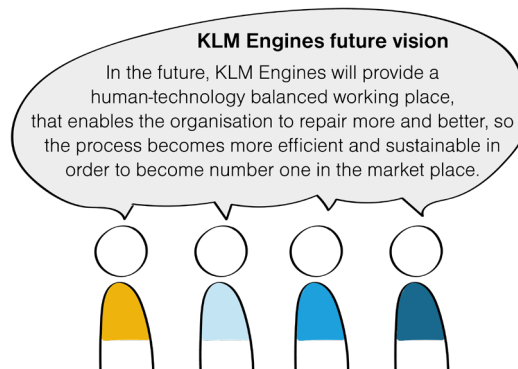 KLM Engines future vision
In the future, KLM Engines will provide a
human-technology balanced working place,
that enables the organisation to repair more and better, so
the process becomes more efficient and sustainable in
order to become number one in the market place.